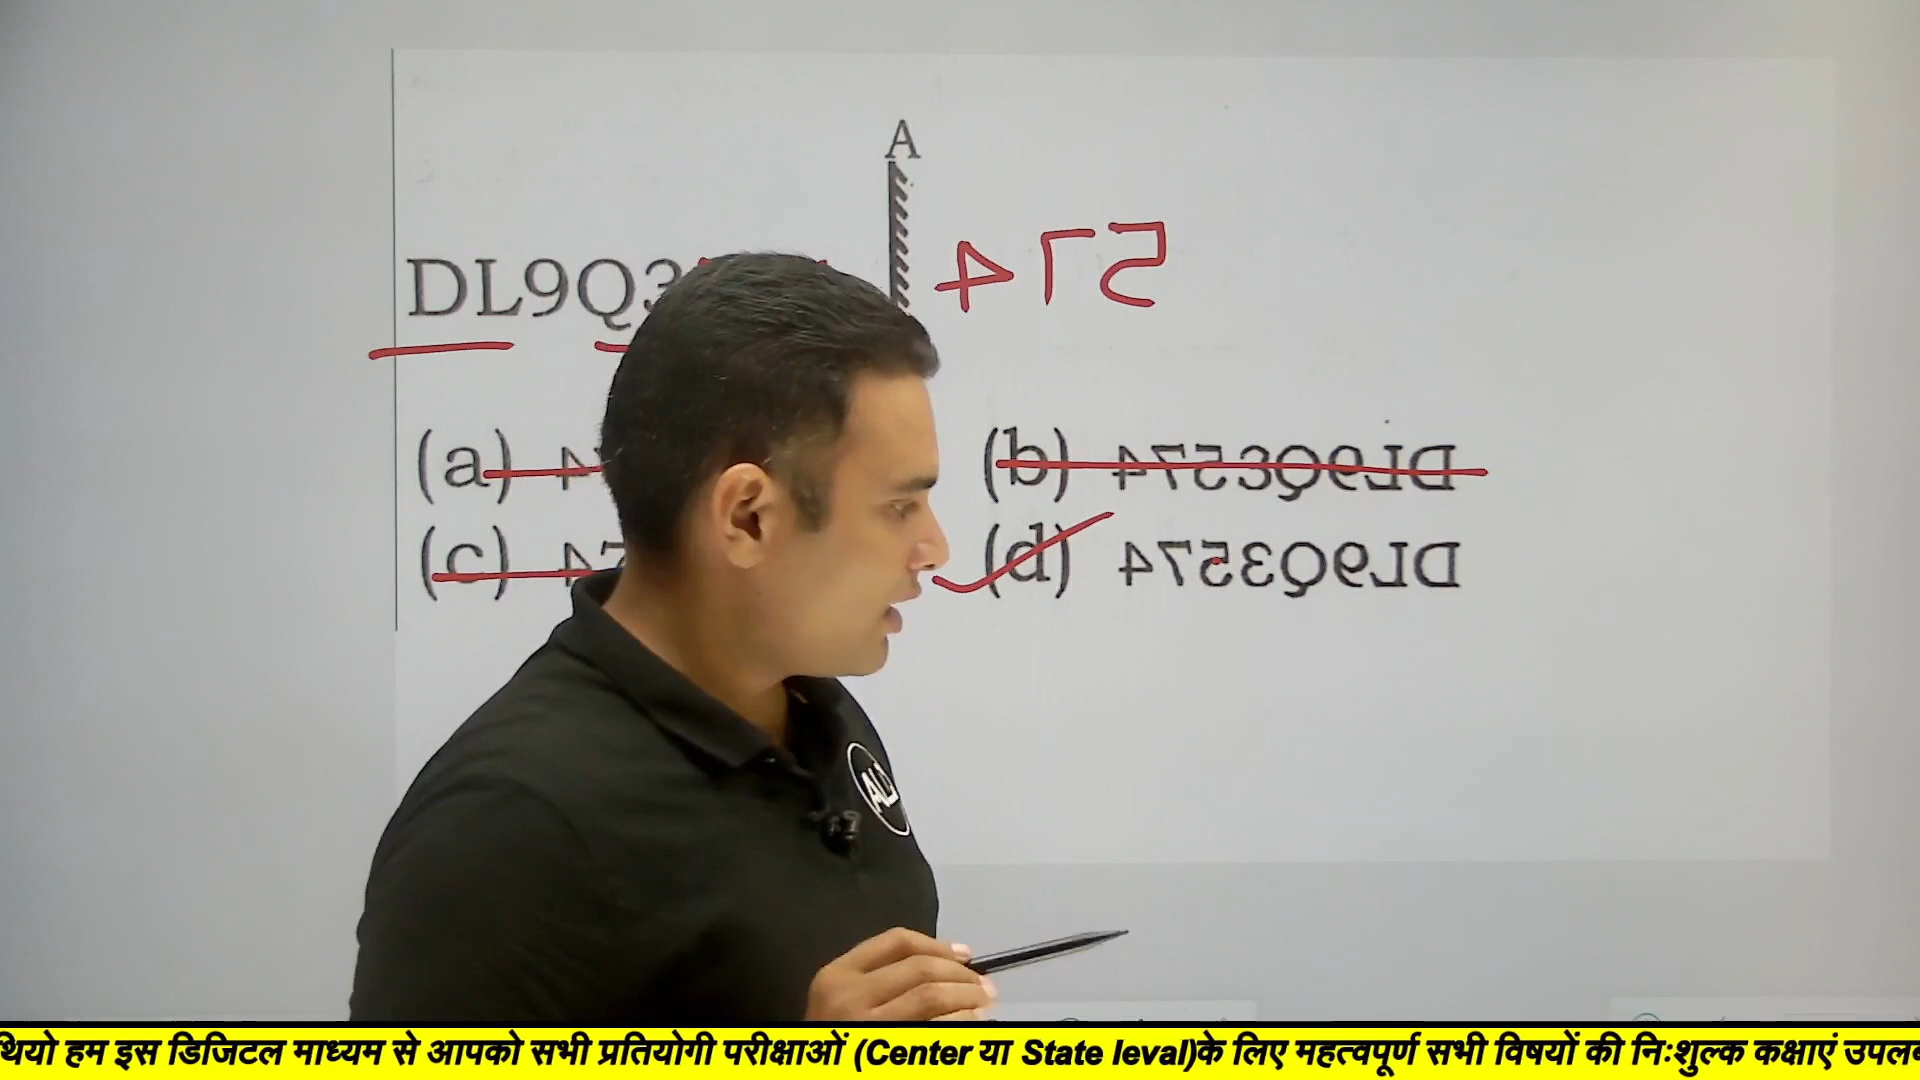 A
DL9Q3
574
(a)
(b) DL9Q3574
(c)
(d) DL9Q3574
थियो हम इस डिजिटल माध्यम से आपको सभी प्रतियोगी परीक्षाओं (Center या State leval)के लिए महत्वपूर्ण सभी विषयों की निःशुल्क कक्षाएं उपलब